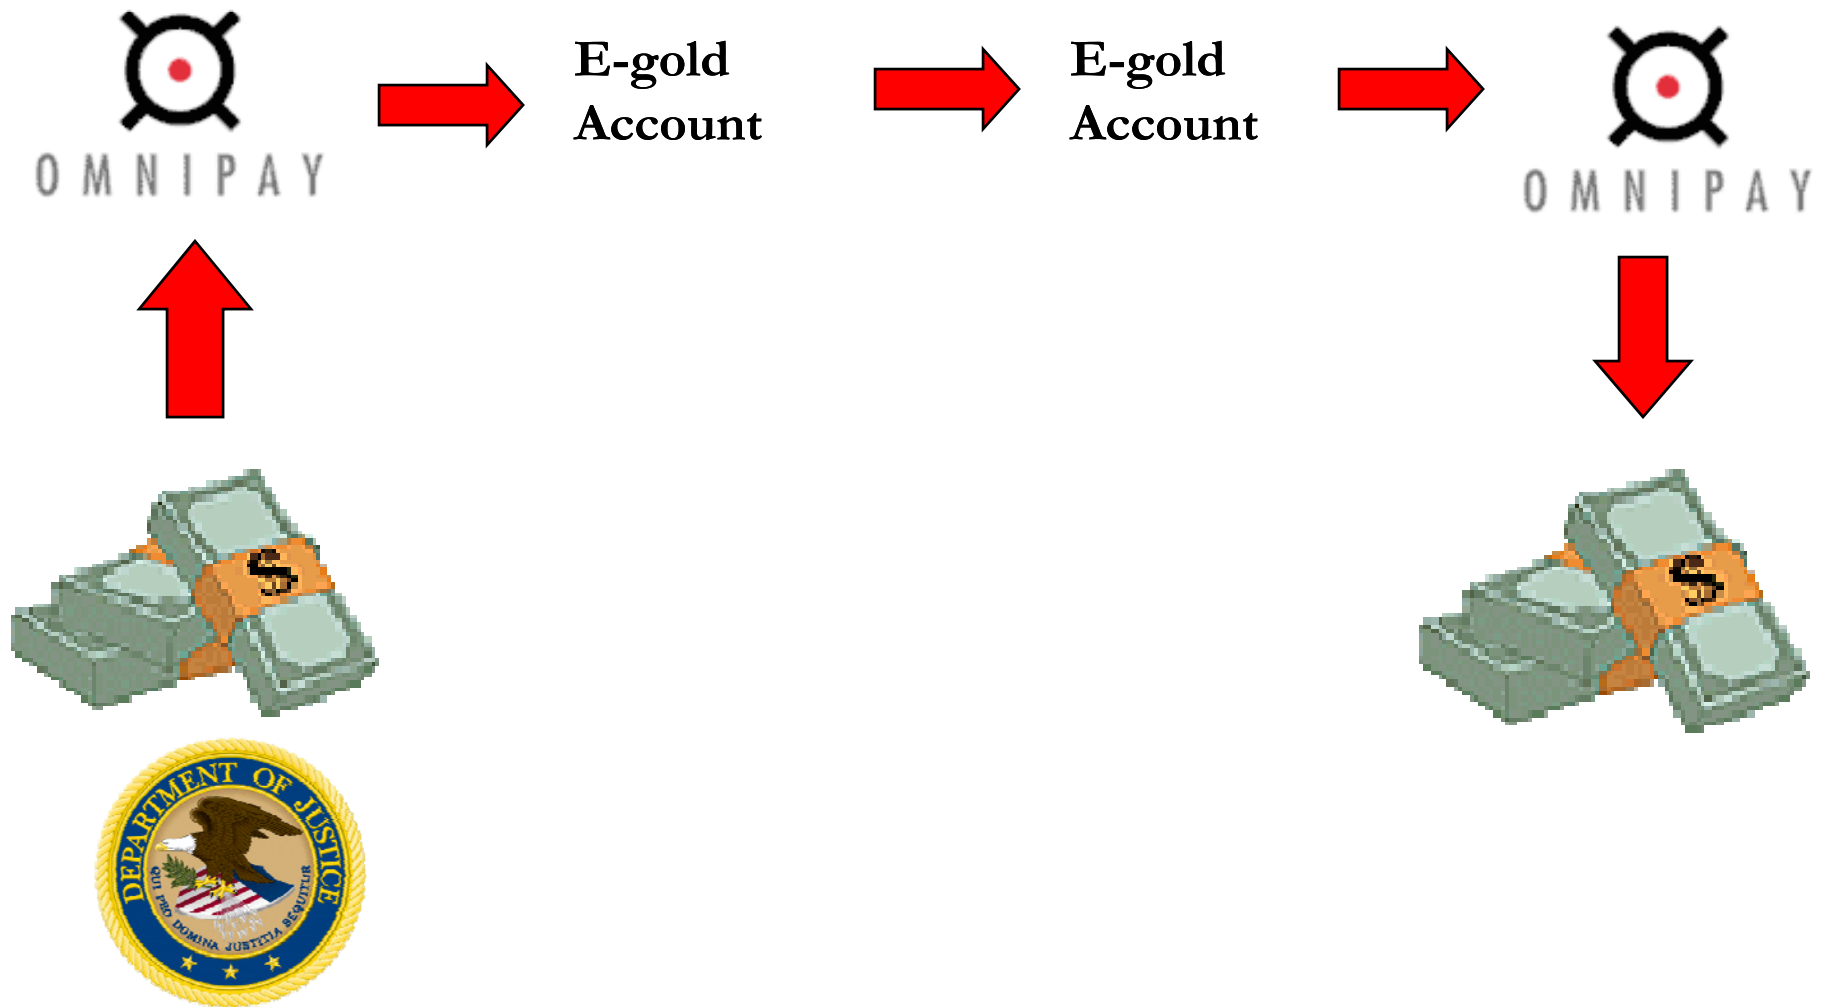 E-gold
Account
E-gold
Account
OMNIPAY
OMNIPAY
$
$
DEPARTMENT OF JUSTICE
QUI PRO DOMINA JUSTITIA SEQUITUR